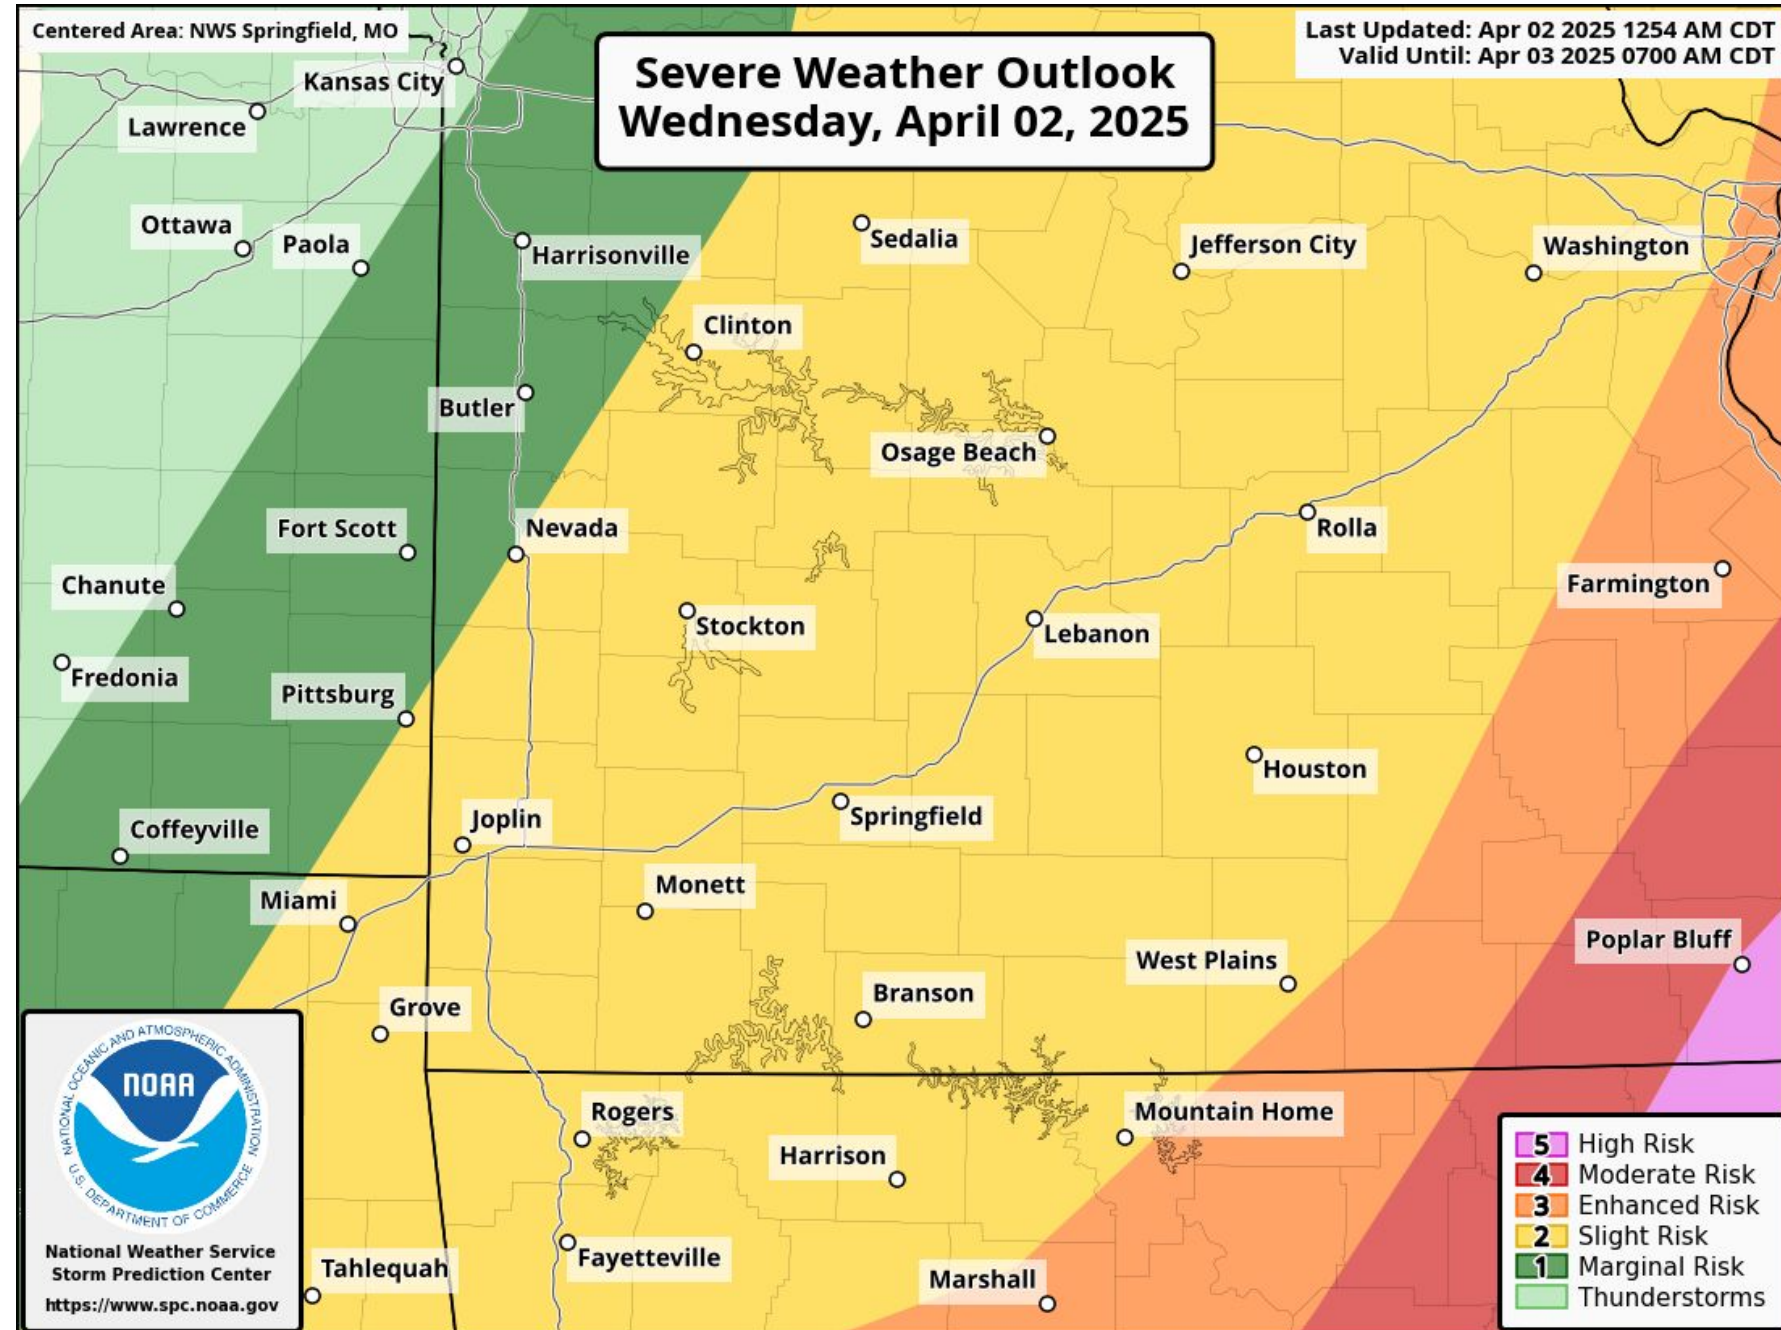 Centered Area: NWS Springfield, MO
Last Updated: Apr 02 2025 1254 AM CDT
Valid Until: Apr 03 2025 0700 AM CDT
Severe Weather Outlook
Wednesday, April 02, 2025
Kansas City
Lawrence
Ottawa
Paola
Harrisonville
Sedalia
Jefferson City
Washington
Clinton
Butler
Osage Beach
Fort Scott
Nevada
Rolla
Chanute
Farmington
Stockton
Lebanon
Fredonia
Pittsburg
Houston
Joplin
Springfield
Coffeyville
Monett
Miami
Poplar Bluff
West Plains
Branson
Grove
Rogers
Mountain Home
Harrison
Fayetteville
Tahlequah
Marshall
NATIONAL OCEANIC AND ATMOSPHERIC ADMINISTRATION
NOAA
U.S. DEPARTMENT OF COMMERCE
National Weather Service
Storm Prediction Center
https://www.spc.noaa.gov
5 High Risk
4 Moderate Risk
3 Enhanced Risk
2 Slight Risk
1 Marginal Risk
Thunderstorms